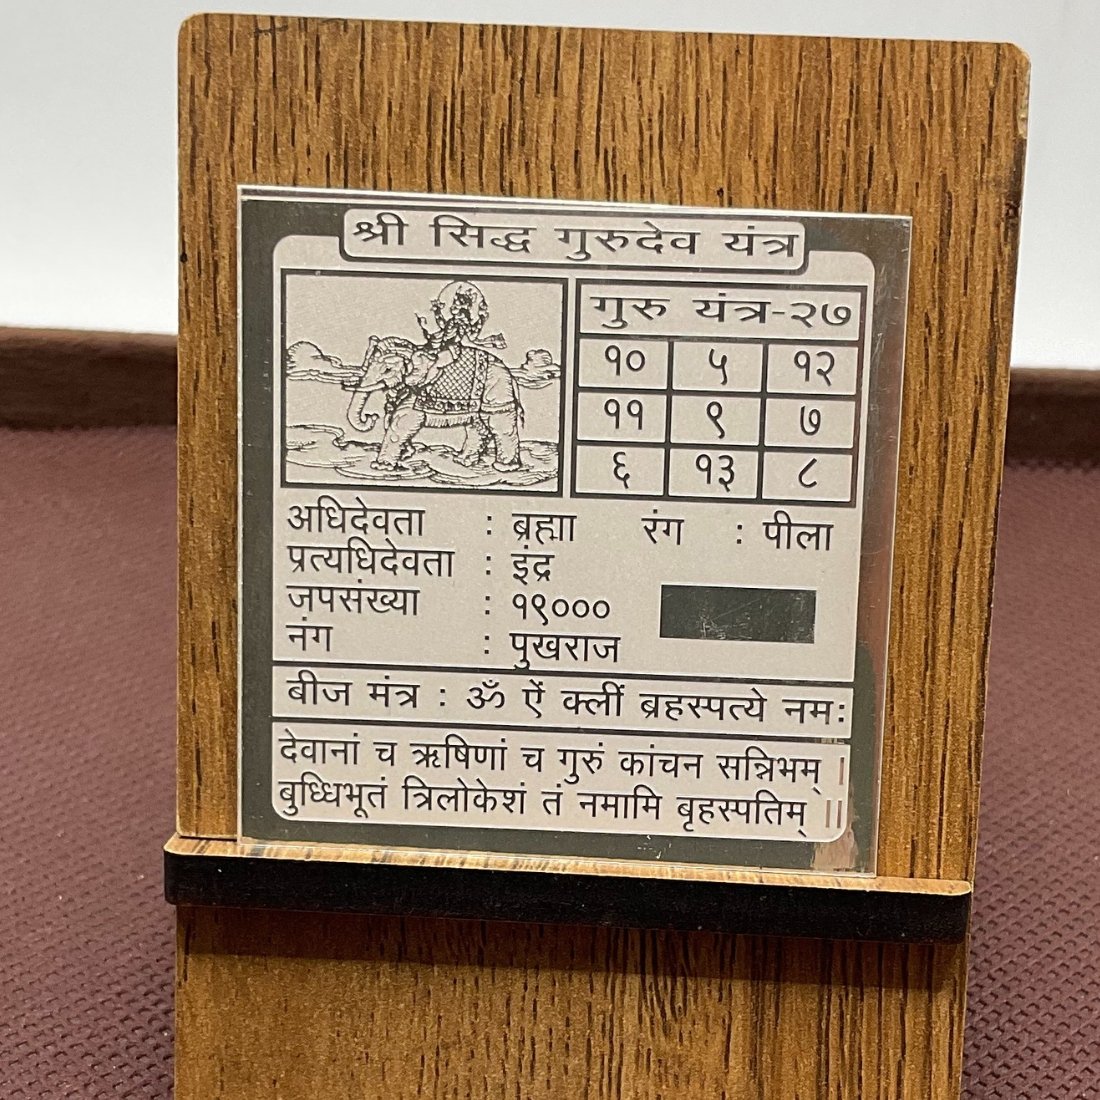 श्री सिद्ध गुरुदेव यंत्र
गुरु यंत्र-२७
१० ५ १२
११ ९ ७
६ १३ ८
अधिदेवता : ब्रह्मा रंग : पीला
प्रत्यधिदेवता : इंद्र
जपसंख्या : १९०००
नंग : पुखराज
बीज मंत्र : ॐ ऐं क्लीं ब्रहस्पत्ये नमः
देवानां च ऋषिणां च गुरुं कांचन सन्निभम् ।
बुध्धिभूतं त्रिलोकेशं तं नमामि बृहस्पतिम् ॥